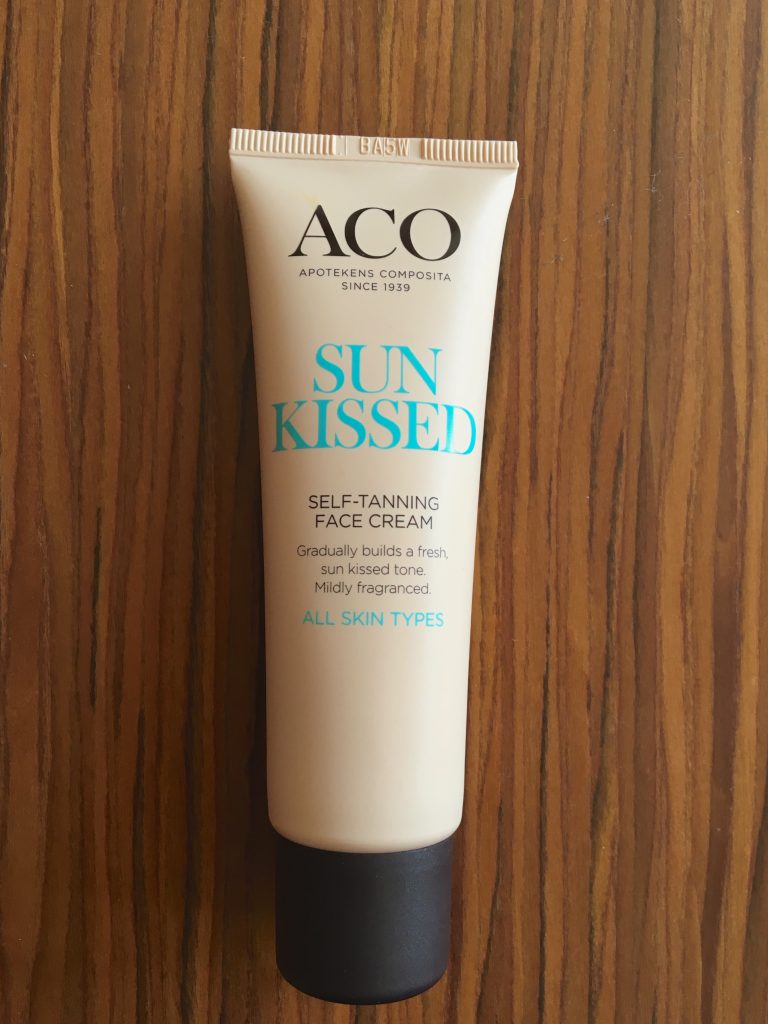 BA5W
ACO
APOTEKENS COMPOSITA
SINCE 1939
SUN
KISSED
SELF-TANNING
FACE CREAM
Gradually builds a fresh,
sun kissed tone.
Mildly fragranced.
ALL SKIN TYPES